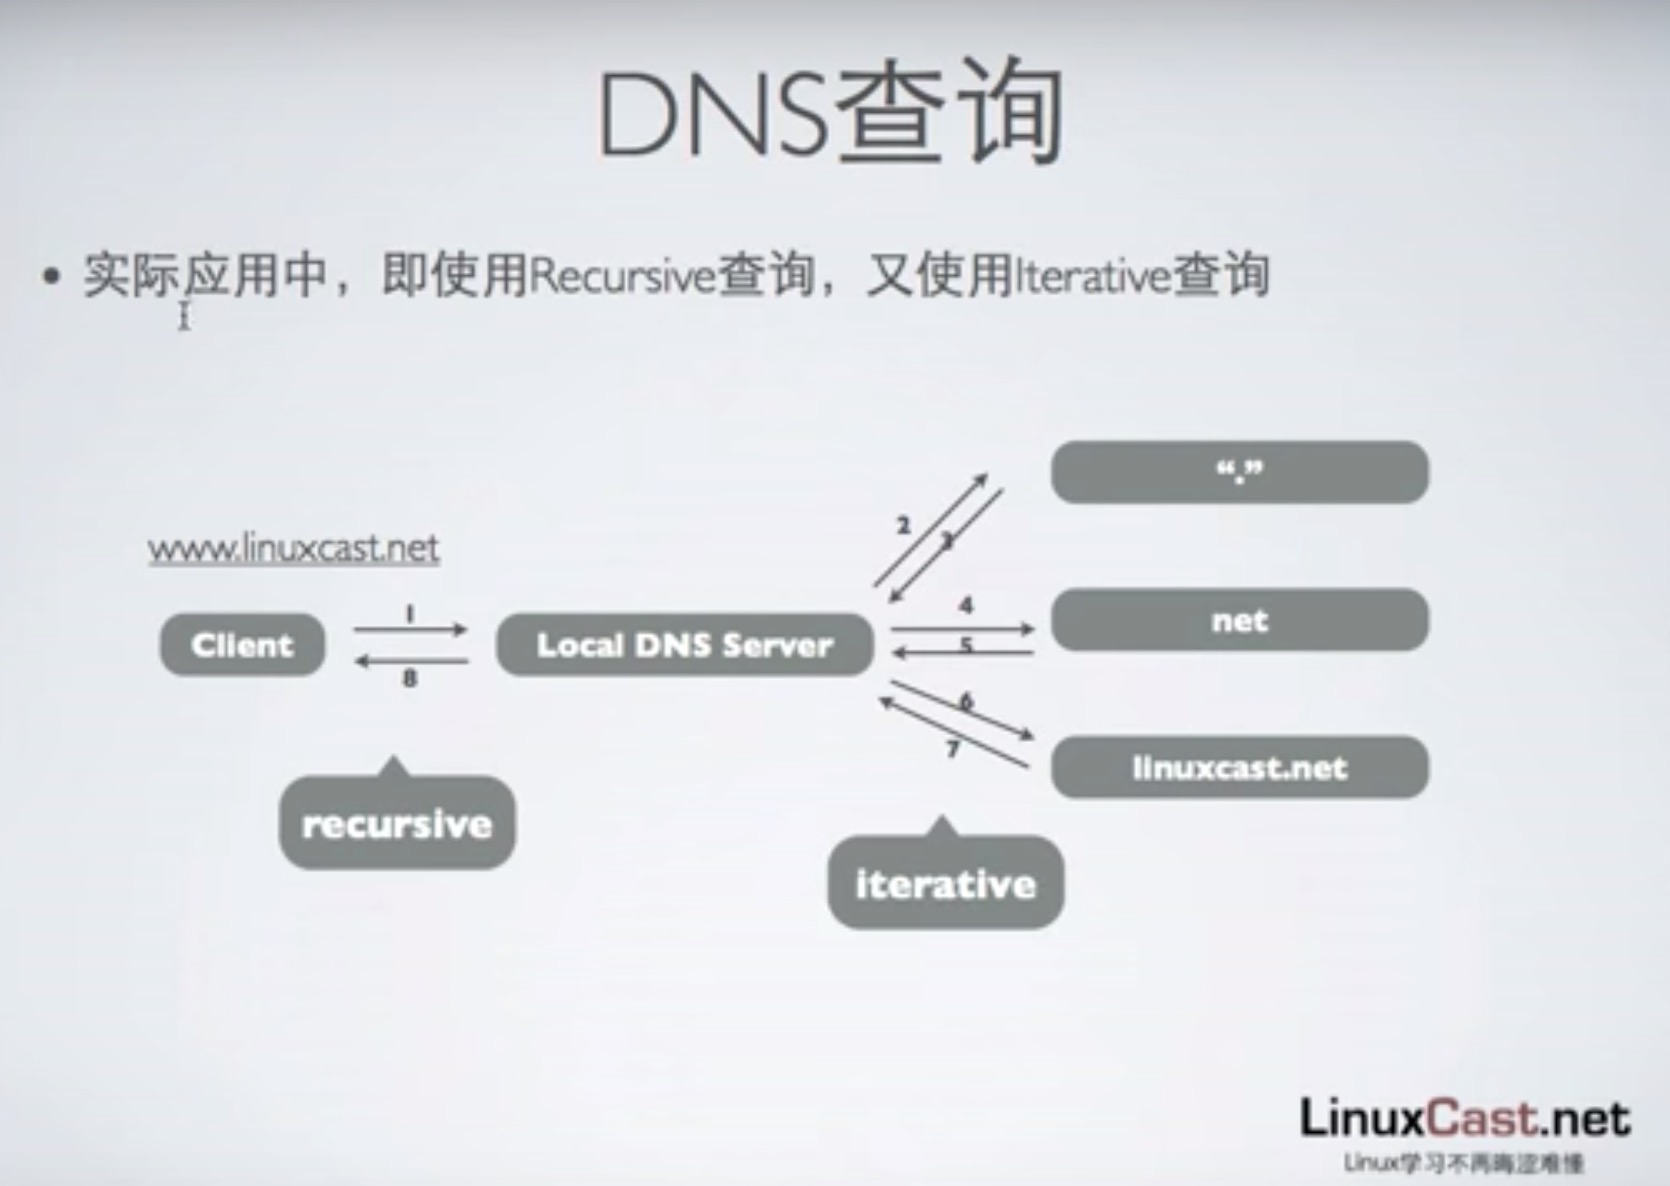 DNS查询
• 实际应用中，即使用Recursive查询，又使用Iterative查询
“.”
2
3
www.linuxcast.net
1
4
net
Client
Local DNS Server
5
8
6
7
linuxcast.net
recursive
iterative
LinuxCast.net
Linux学习不再晦涩难懂